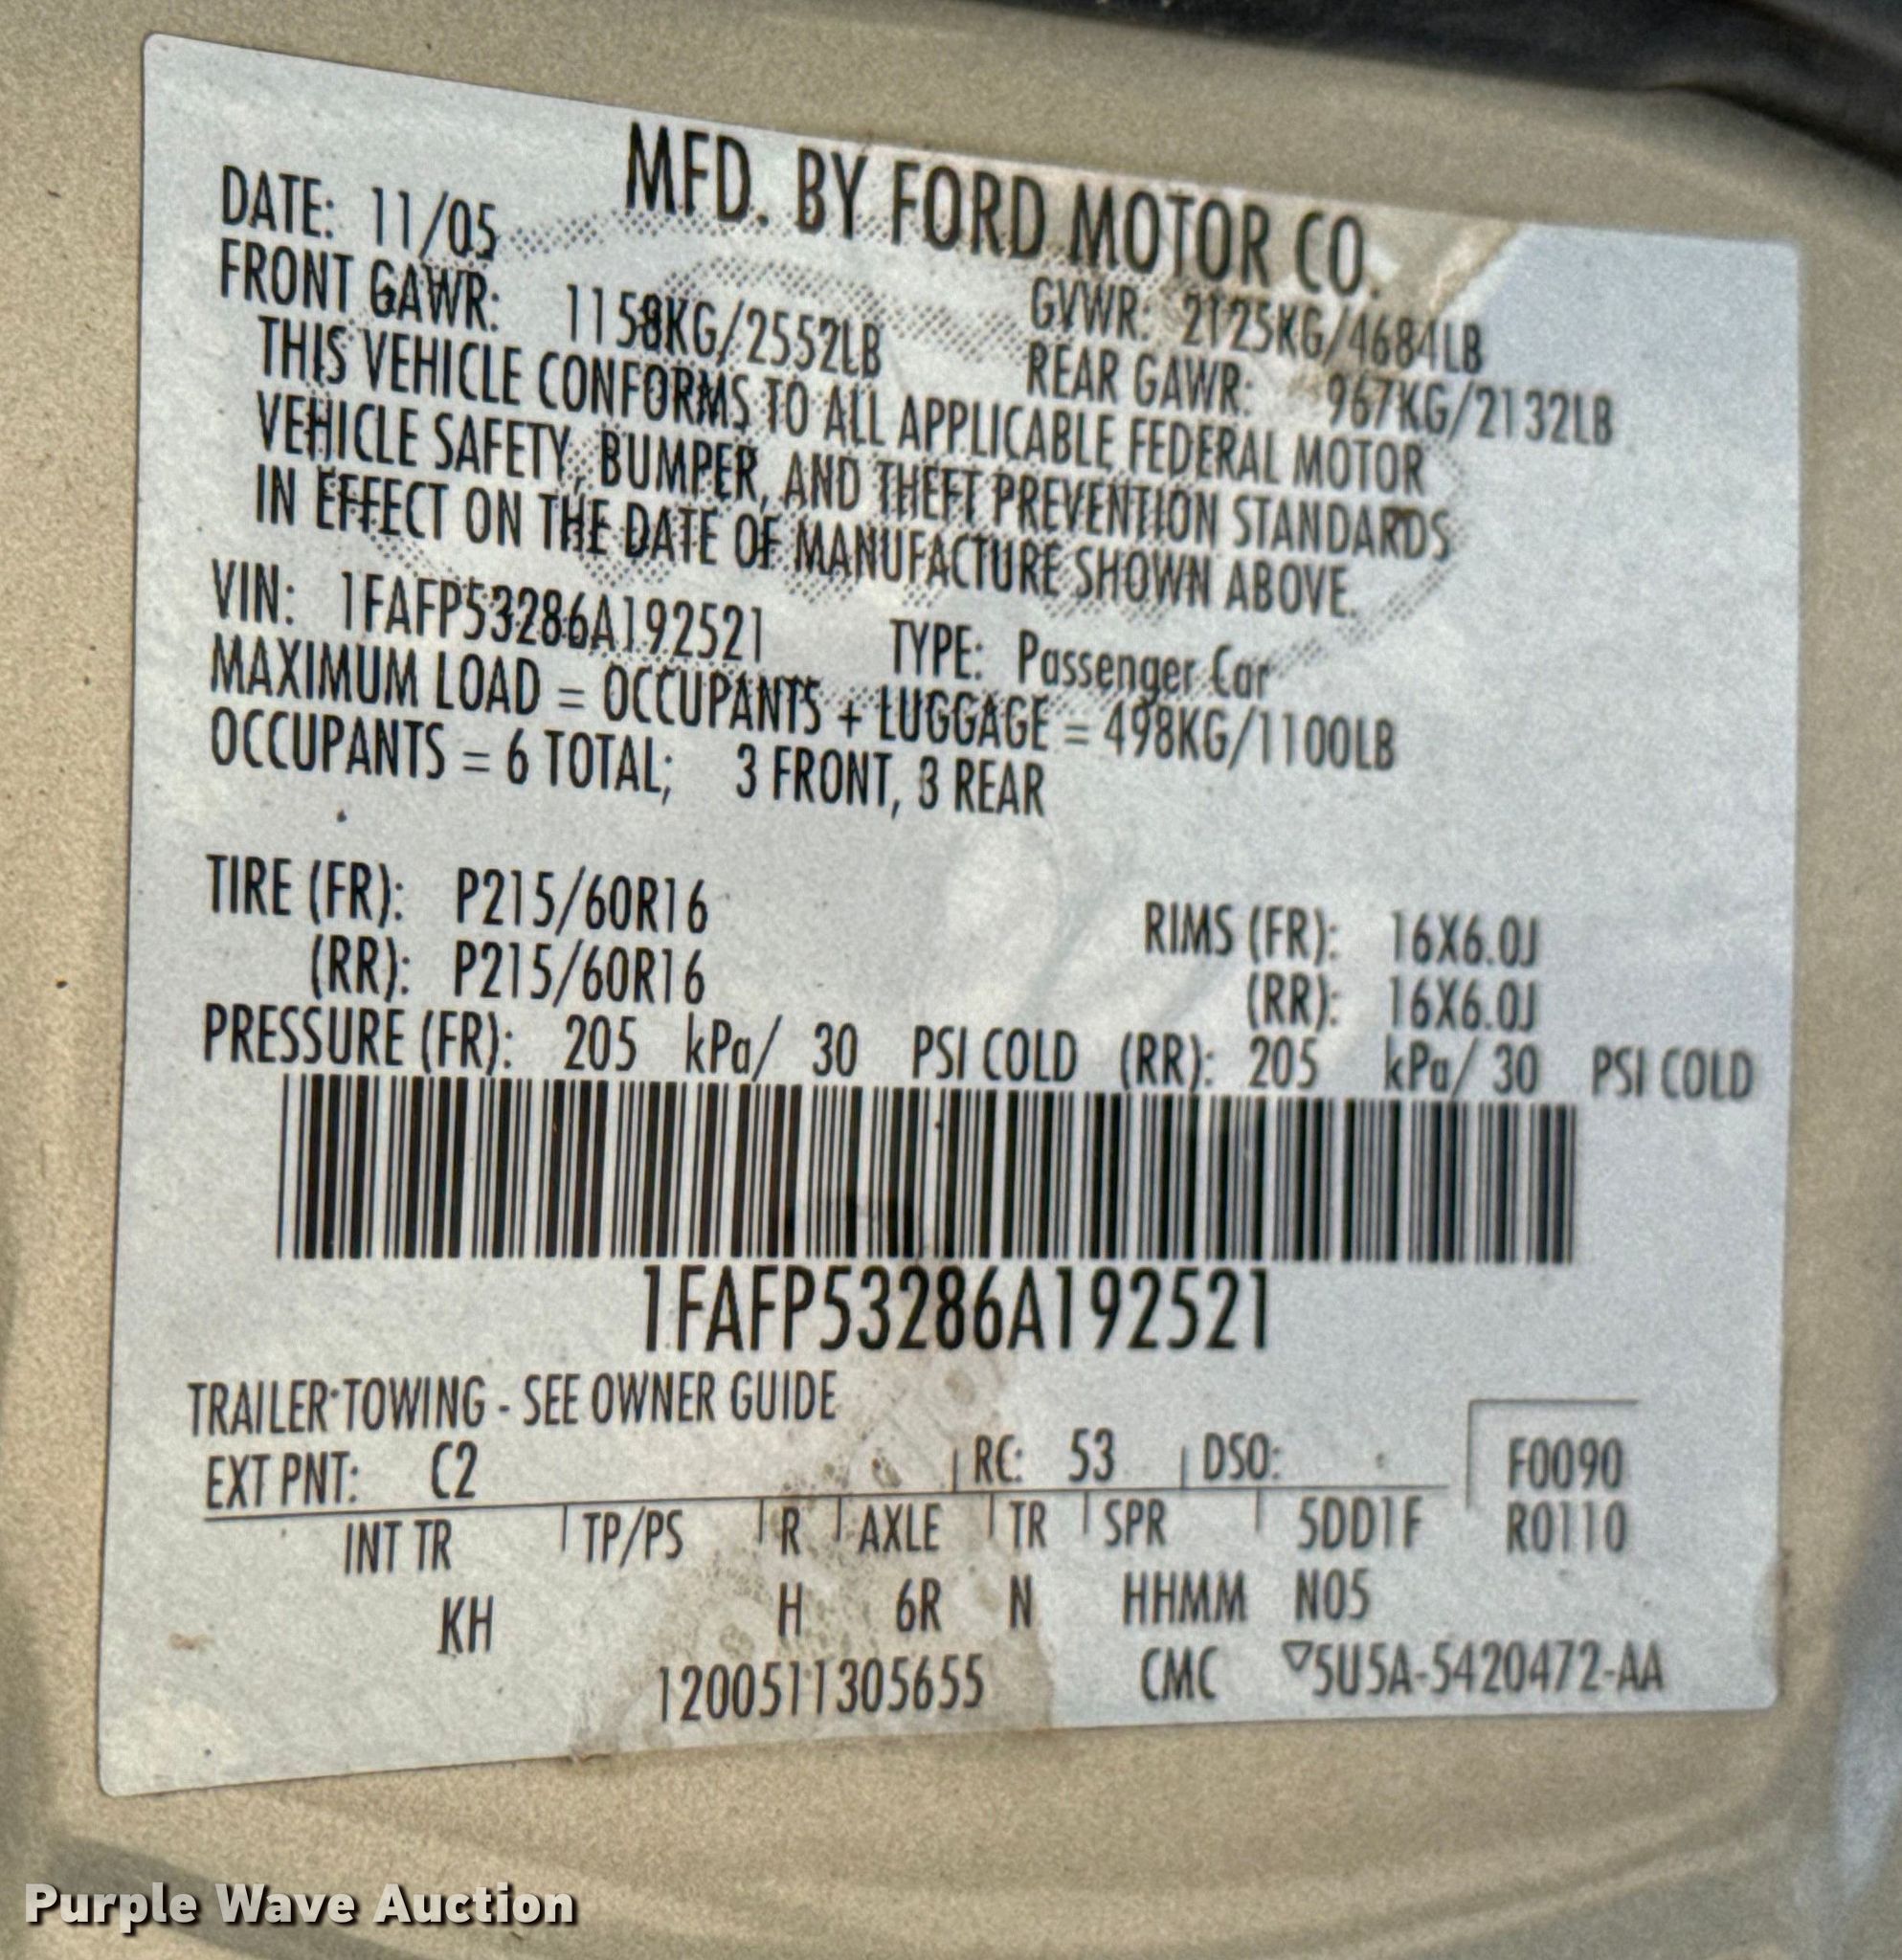 MFD. BY FORD MOTOR CO.
DATE: 11/05
GVWR: 2125KG/4684LB
FRONT GAWR: 1158KG/2552LB
REAR GAWR: 967KG/2132LB
THIS VEHICLE CONFORMS TO ALL APPLICABLE FEDERAL MOTOR
VEHICLE SAFETY, BUMPER, AND THEFT PREVENTION STANDARDS
IN EFFECT ON THE DATE OF MANUFACTURE SHOWN ABOVE.
VIN: 1FAFP53286A192521 TYPE: Passenger Car
MAXIMUM LOAD = OCCUPANTS + LUGGAGE = 498KG/1100LB
OCCUPANTS = 6 TOTAL; 3 FRONT, 3 REAR
TIRE (FR): P215/60R16 RIMS (FR): 16X6.0J
(RR): P215/60R16 (RR): 16X6.0J
PRESSURE (FR): 205 kPa/ 30 PSI COLD (RR): 205 kPa/ 30 PSI COLD
1FAFP53286A192521
TRAILER TOWING - SEE OWNER GUIDE
EXT PNT: C2 RC: 53 DSO: F0090
INT TR TP/PS R AXLE TR SPR 5DD1F R0110
KH H 6R N HHMM N05
1200511305655 CMC ▽5U5A-5420472-AA
Purple Wave Auction